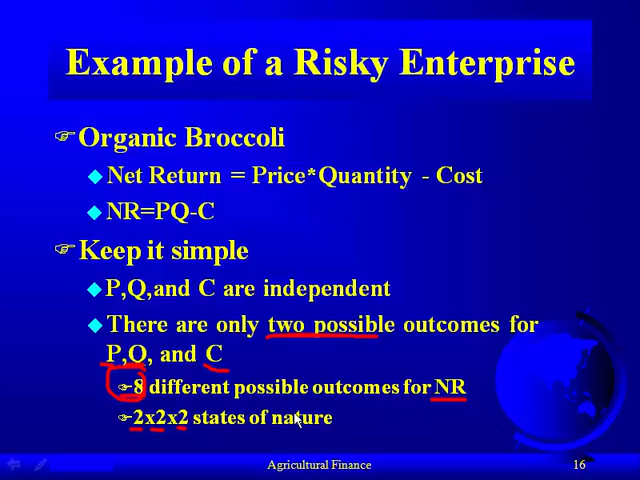 Example of a Risky Enterprise
Organic Broccoli
Net Return = Price*Quantity - Cost
NR=PQ-C
Keep it simple
P,Q,and C are independent
There are only two possible outcomes for
P,Q, and C
8 different possible outcomes for NR
2x2x2 states of nature
Agricultural Finance
16